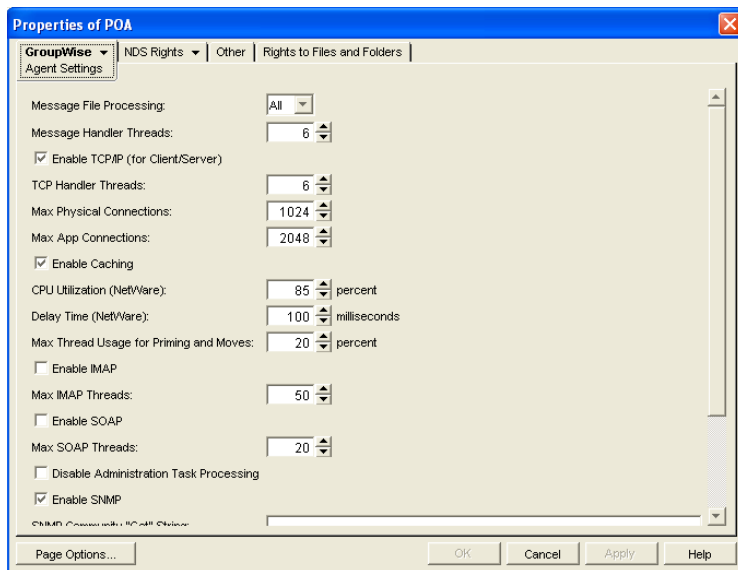 Properties of POA
GroupWise NDS Rights Other Rights to Files and Folders
Agent Settings
Message File Processing: All
Message Handler Threads: 6
Enable TCP/IP (for Client/Server)
TCP Handler Threads: 6
Max Physical Connections: 1024
Max App Connections: 2048
Enable Caching
CPU Utilization (NetWare): 85 percent
Delay Time (NetWare): 100 milliseconds
Max Thread Usage for Priming and Moves: 20 percent
Enable IMAP
Max IMAP Threads: 50
Enable SOAP
Max SOAP Threads: 20
Disable Administration Task Processing
Enable SNMP
SNMP Community "Get" String:
Page Options... OK Cancel Apply Help